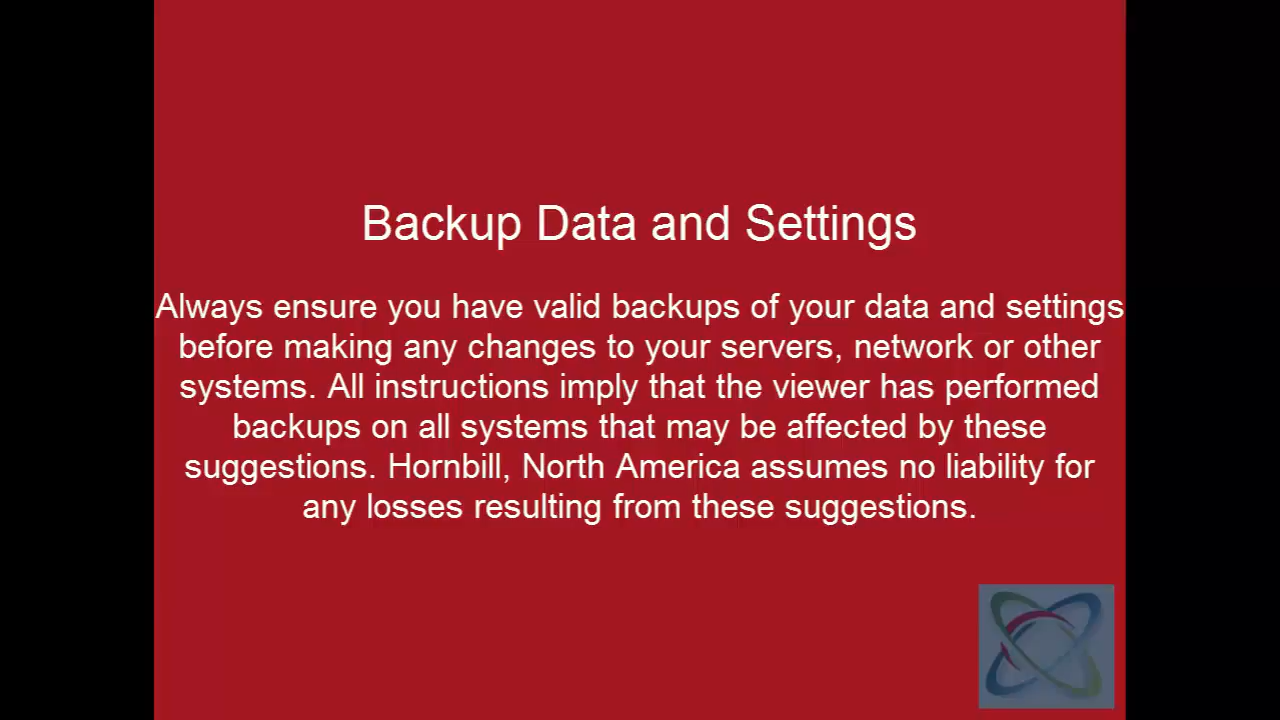 Backup Data and Settings
Always ensure you have valid backups of your data and settings
before making any changes to your servers, network or other
systems. All instructions imply that the viewer has performed
backups on all systems that may be affected by these
suggestions. Hornbill, North America assumes no liability for
any losses resulting from these suggestions.